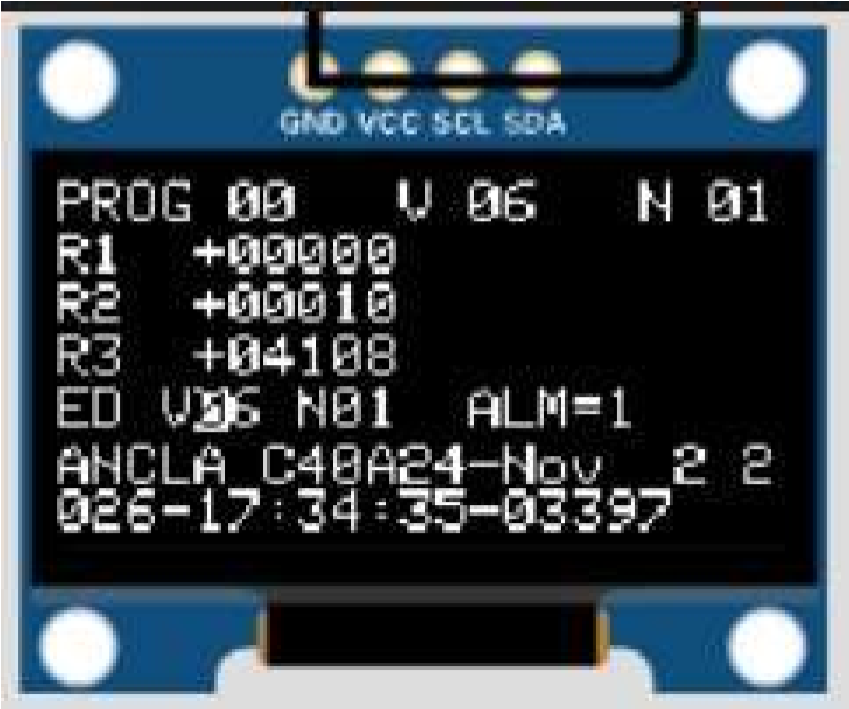 GND VCC SCL SDA
PROG 00 V 06 N 01
R1 +00000
R2 +00010
R3 +04108
ED V06 N01 ALM=1
ANCLA C40A24-Nov 2 2
026-17:34:35-03397